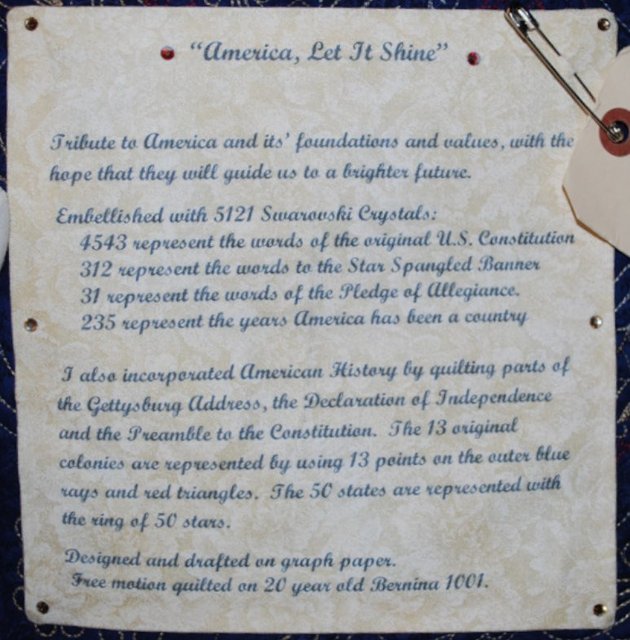 "America, Let It Shine"
Tribute to America and its' foundations and values, with the
hope that they will guide us to a brighter future.
Embellished with 5121 Swarovski Crystals:
4543 represent the words of the original U.S. Constitution
312 represent the words to the Star Spangled Banner
31 represent the words of the Pledge of Allegiance.
235 represent the years America has been a country
I also incorporated American History by quilting parts of
the Gettysburg Address, the Declaration of Independence
and the Preamble to the Constitution. The 13 original
colonies are represented by using 13 points on the outer blue
rays and red triangles. The 50 states are represented with
the ring of 50 stars.
Designed and drafted on graph paper.
Free motion quilted on 20 year old Bernina 1001.